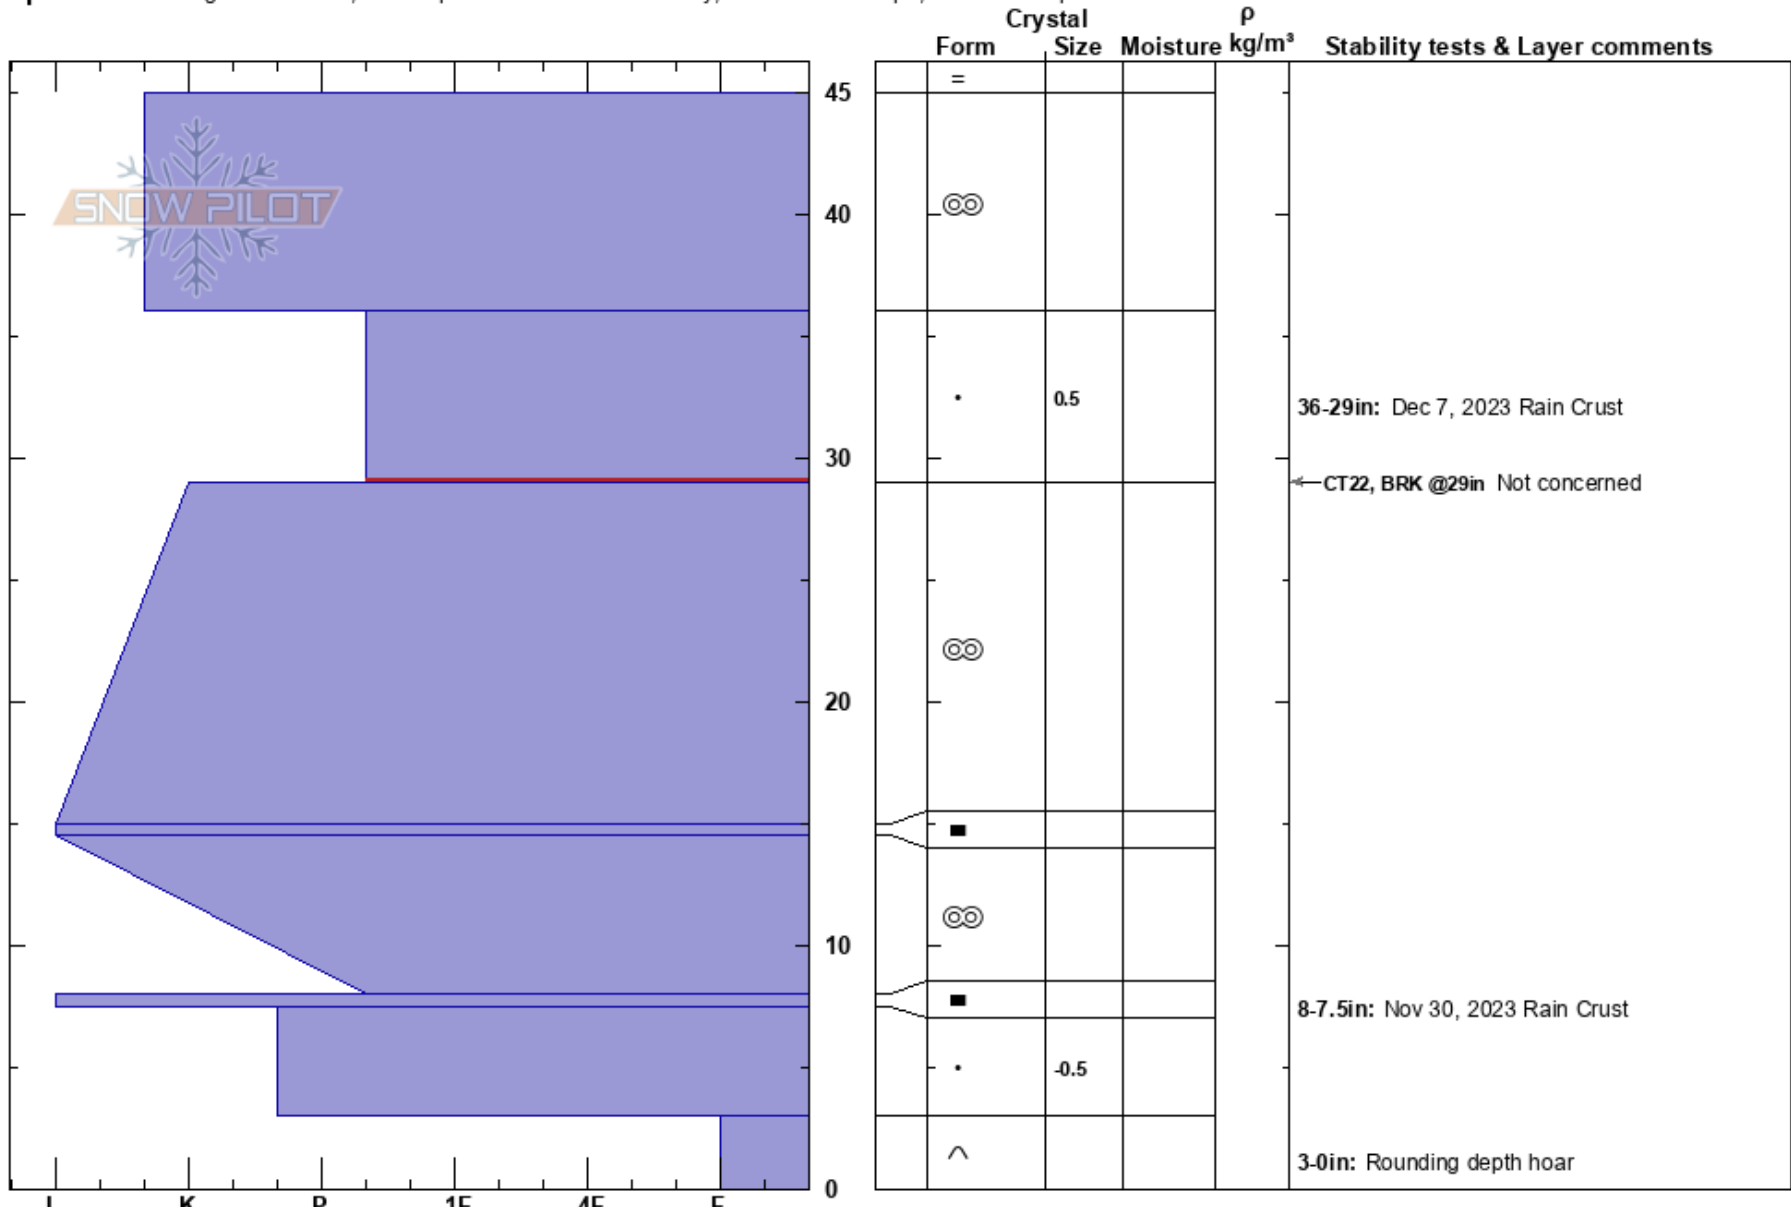 Crystal
ρ
Form Size Moisture kg/m³ Stability tests & Layer comments
=
45
SNOW PILOT
40
0.5
36-29in: Dec 7, 2023 Rain Crust
30
CT22, BRK @29in Not concerned
20
10
8-7.5in: Nov 30, 2023 Rain Crust
-0.5
3-0in: Rounding depth hoar
0
I K P 1F 4F F